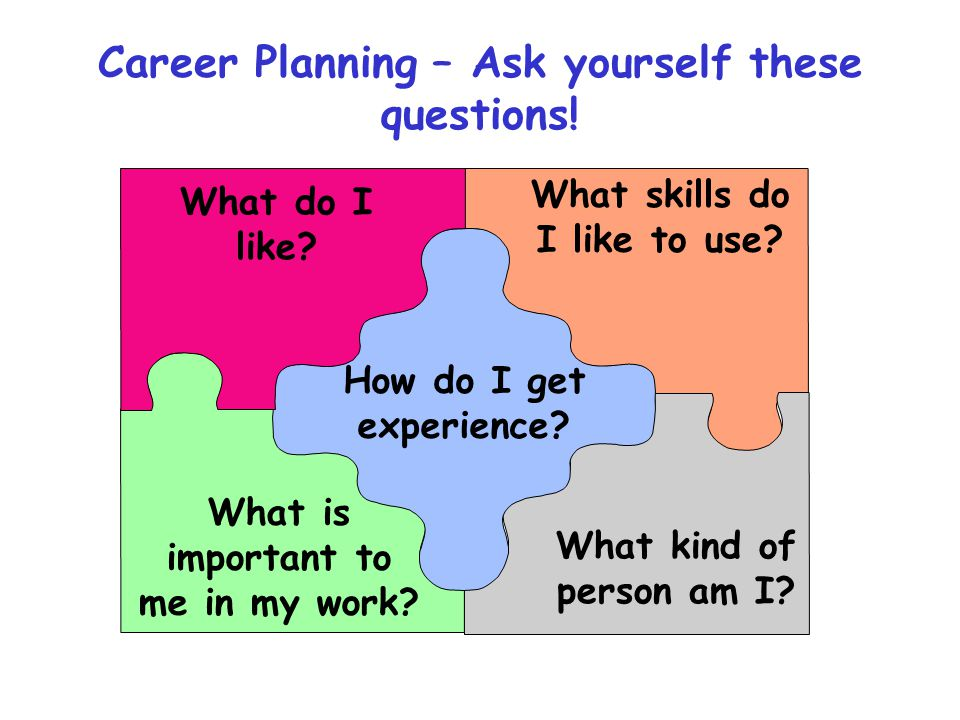 Career Planning – Ask yourself these
questions!
What do I
like?
What skills do
I like to use?
How do I get
experience?
What is
important to
me in my work?
What kind of
person am I?